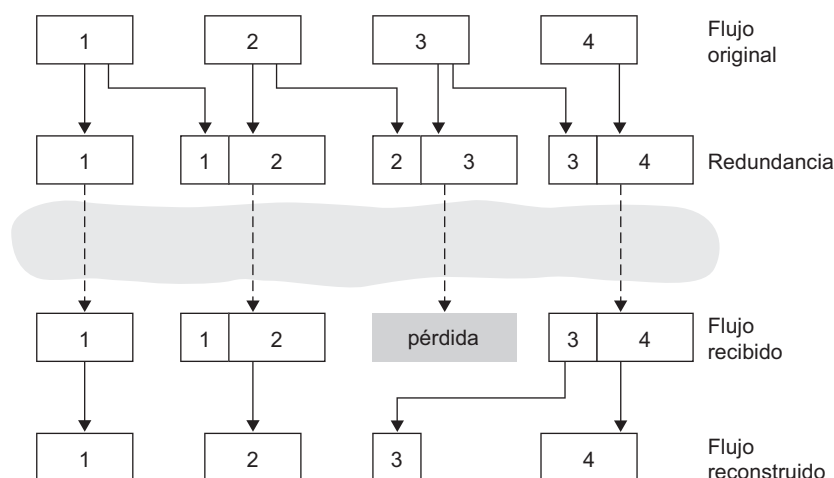 1 2 3 4 Flujo
original
1 1 2 2 3 3 4 Redundancia
1 1 2 pérdida 3 4 Flujo
recibido
1 2 3 4 Flujo
reconstruido